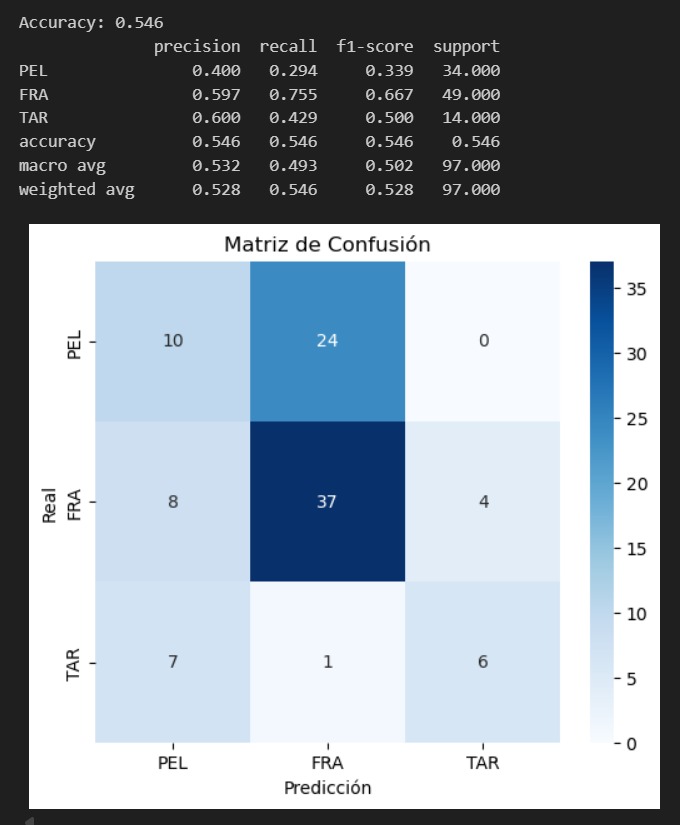 Accuracy: 0.546
precision recall f1-score support
PEL 0.400 0.294 0.339 34.000
FRA 0.597 0.755 0.667 49.000
TAR 0.600 0.429 0.500 14.000
accuracy 0.546 0.546 0.546 0.546
macro avg 0.532 0.493 0.502 97.000
weighted avg 0.528 0.546 0.528 97.000
Matriz de Confusión
PEL 10 24 0
FRA 8 37 4
TAR 7 1 6
Real
PEL FRA TAR
Predicción
35
30
25
20
15
10
5
0